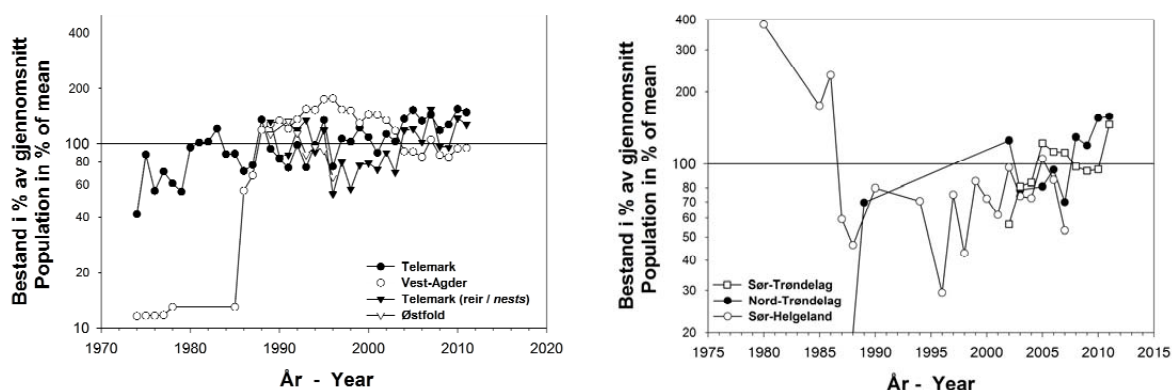 Bestand i % av gjennomsnitt
Population in % of mean
100
200
100
80
60
40
20
10
1970
1980
1990
2000
2010
2020
Telemark
Vest-Agder
Telemark (reir / nests)
Østfold
År - Year
Bestand i % av gjennomsnitt
Population in % of mean
400
300
200
100
90
80
70
60
50
40
30
20
1975
1980
1985
1990
1995
2000
2005
2010
2015
Sør-Trøndelag
Nord-Trøndelag
Sør-Helgeland
År - Year